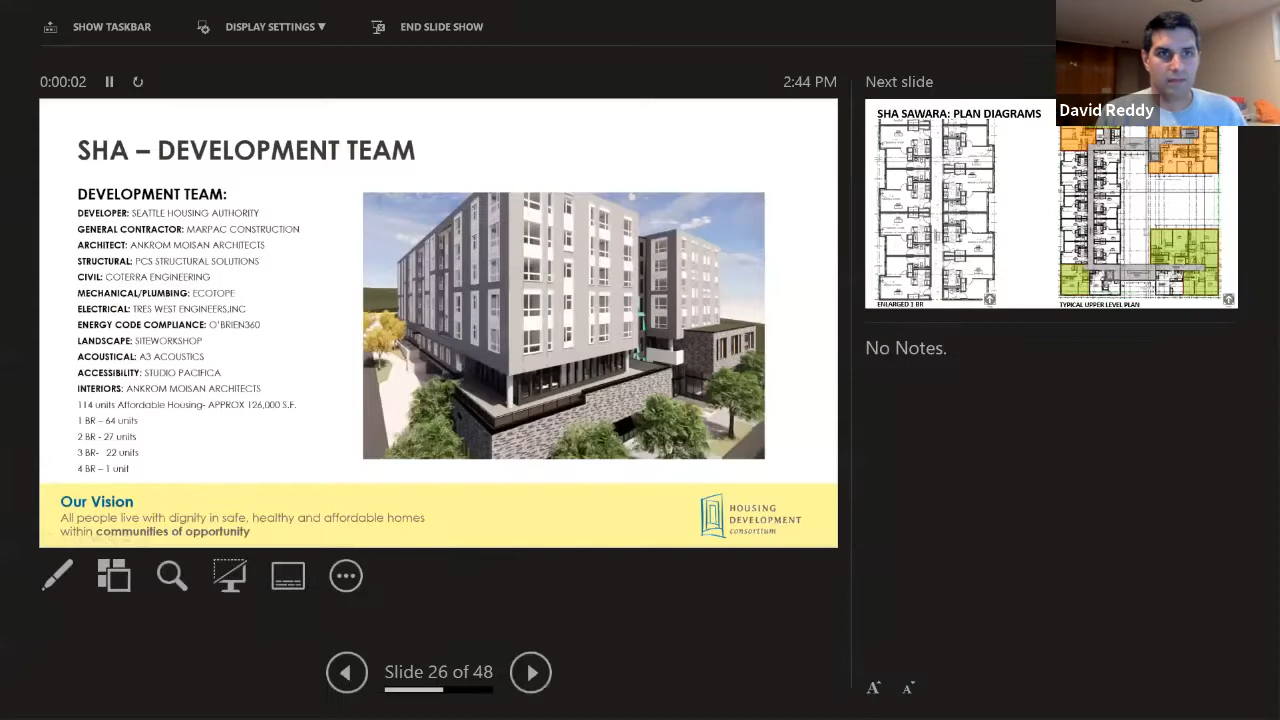 SHOW TASKBAR
DISPLAY SETTINGS ▼
END SLIDE SHOW
0:00:02
2:44 PM
Next slide
David Reddy
SHA – DEVELOPMENT TEAM
DEVELOPMENT TEAM:
DEVELOPER: SEATTLE HOUSING AUTHORITY
GENERAL CONTRACTOR: MARPAC CONSTRUCTION
ARCHITECT: ANKROM MOISAN ARCHITECTS
STRUCTURAL: PCS STRUCTURAL SOLUTIONS
CIVIL: COTERRA ENGINEERING
MECHANICAL/PLUMBING: ECOTOPE
ELECTRICAL: TRES WEST ENGINEERS,INC
ENERGY CODE COMPLIANCE: O'BRIEN360
LANDSCAPE: SITEWORKSHOP
ACOUSTICAL: A3 ACOUSTICS
ACCESSIBILITY: STUDIO PACIFICA
INTERIORS: ANKROM MOISAN ARCHITECTS
114 units Affordable Housing- APPROX 126,000 S.F.
1 BR – 64 units
2 BR - 27 units
3 BR- 22 units
4 BR – 1 unit
Our Vision
All people live with dignity in safe, healthy and affordable homes
within communities of opportunity
HOUSING
DEVELOPMENT
consortium
SHA SAWARA: PLAN DIAGRAMS
ENLARGED 1 BR
TYPICAL UPPER LEVEL PLAN
No Notes.
Slide 26 of 48
A
A